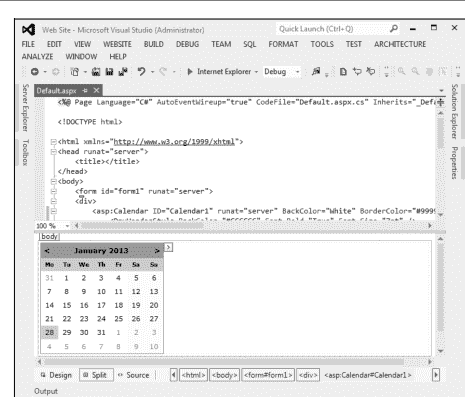 Web Site - Microsoft Visual Studio (Administrator)
Quick Launch (Ctrl+Q)
FILE EDIT VIEW WEBSITE BUILD DEBUG TEAM SQL FORMAT TOOLS TEST ARCHITECTURE
ANALYZE WINDOW HELP
Internet Explorer - Debug
Server Explorer
Toolbox
Solution Explorer
Properties
Default.aspx
<%@ Page Language="C#" AutoEventWireup="true" CodeFile="Default.aspx.cs" Inherits="_Defa
<!DOCTYPE html>
<html xmlns="http://www.w3.org/1999/xhtml">
<head runat="server">
<title></title>
</head>
<body>
<form id="form1" runat="server">
<div>
<asp:Calendar ID="Calendar1" runat="server" BackColor="White" BorderColor="#9999
100 %
body
< January 2013 >
Mo Tu We Th Fr Sa Su
31 1 2 3 4 5 6
7 8 9 10 11 12 13
14 15 16 17 18 19 20
21 22 23 24 25 26 27
28 29 30 31 1 2 3
4 5 6 7 8 9 10
Design Split Source <html> <body> <form#form1> <div> <asp:Calendar#Calendar1>
Output